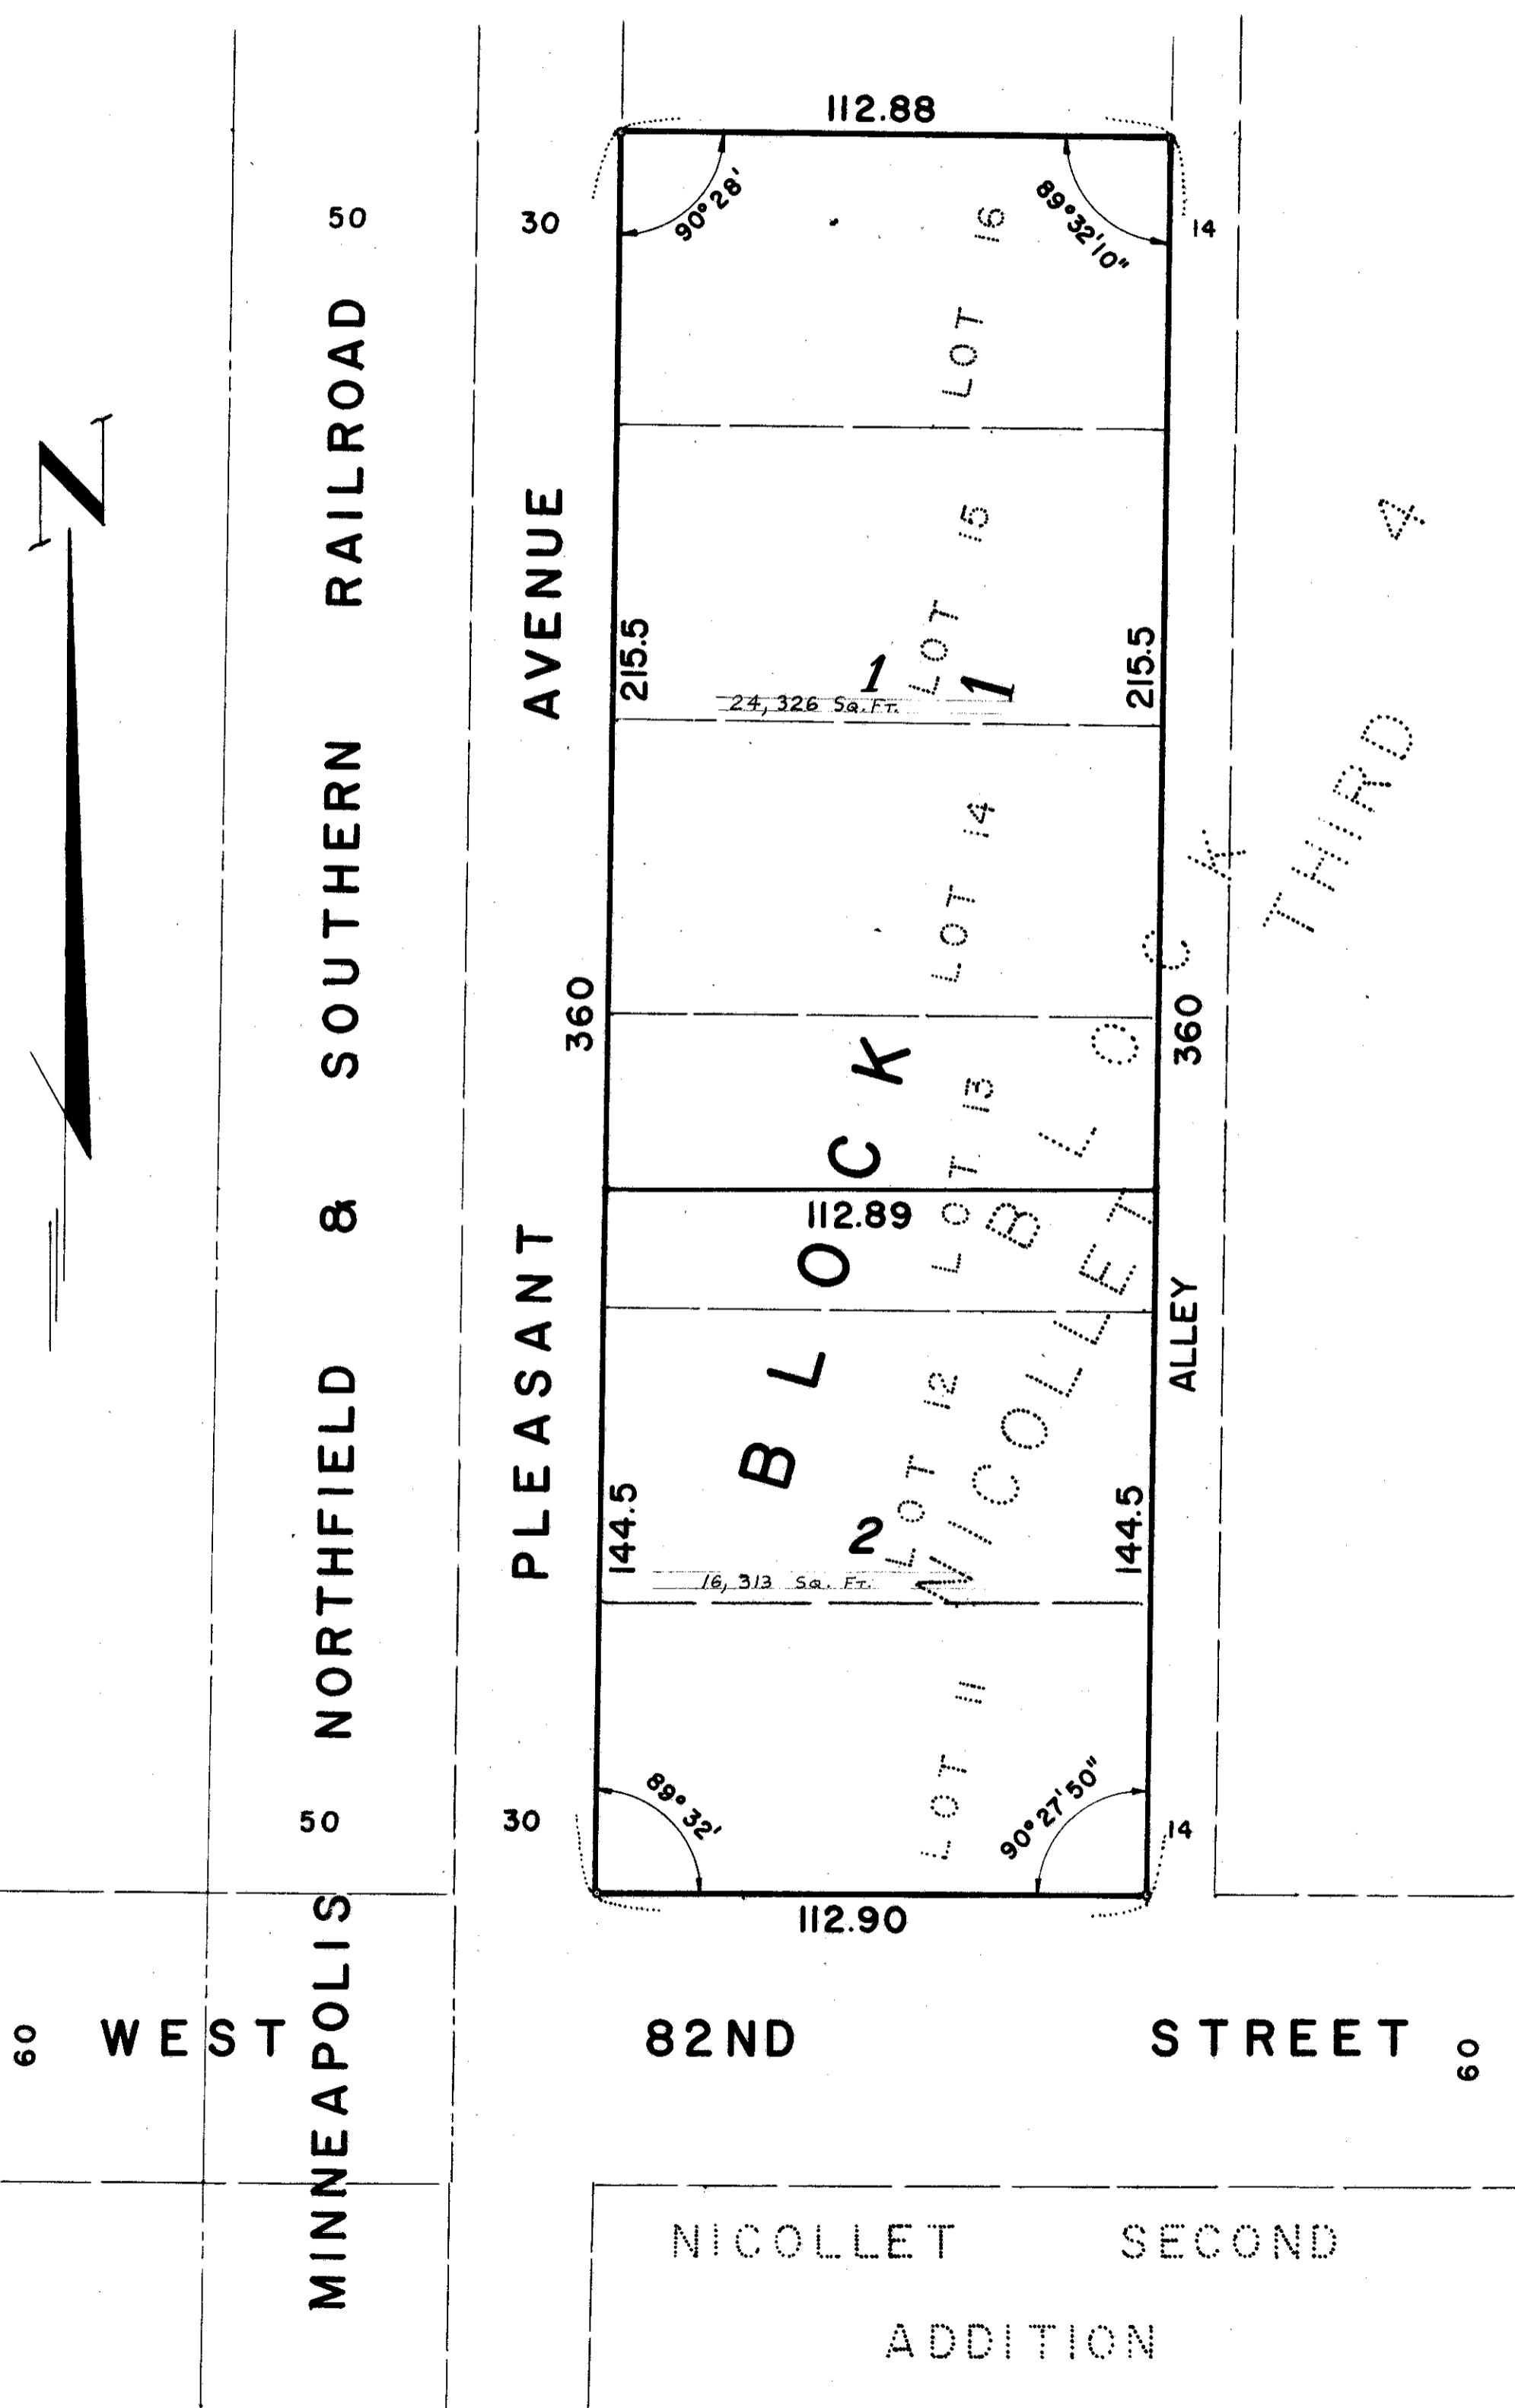 N
112.88
90°28'
89°32'10"
50
30
14
LOT 16
MINNEAPOLIS NORTHFIELD & SOUTHERN RAILROAD
PLEASANT AVENUE
LOT 15
215.5
215.5
1
24,326 SQ. FT.
LOT 14
360
360
BLOCK 1
LOT 13
112.89
ALLEY
BLOCK 4
NICOLLET THIRD
LOT 12
144.5
144.5
2
16,313 SQ. FT.
LOT 11
89°32'
90°27'50"
50
30
14
112.90
60
WEST 82ND STREET
60
NICOLLET SECOND
ADDITION